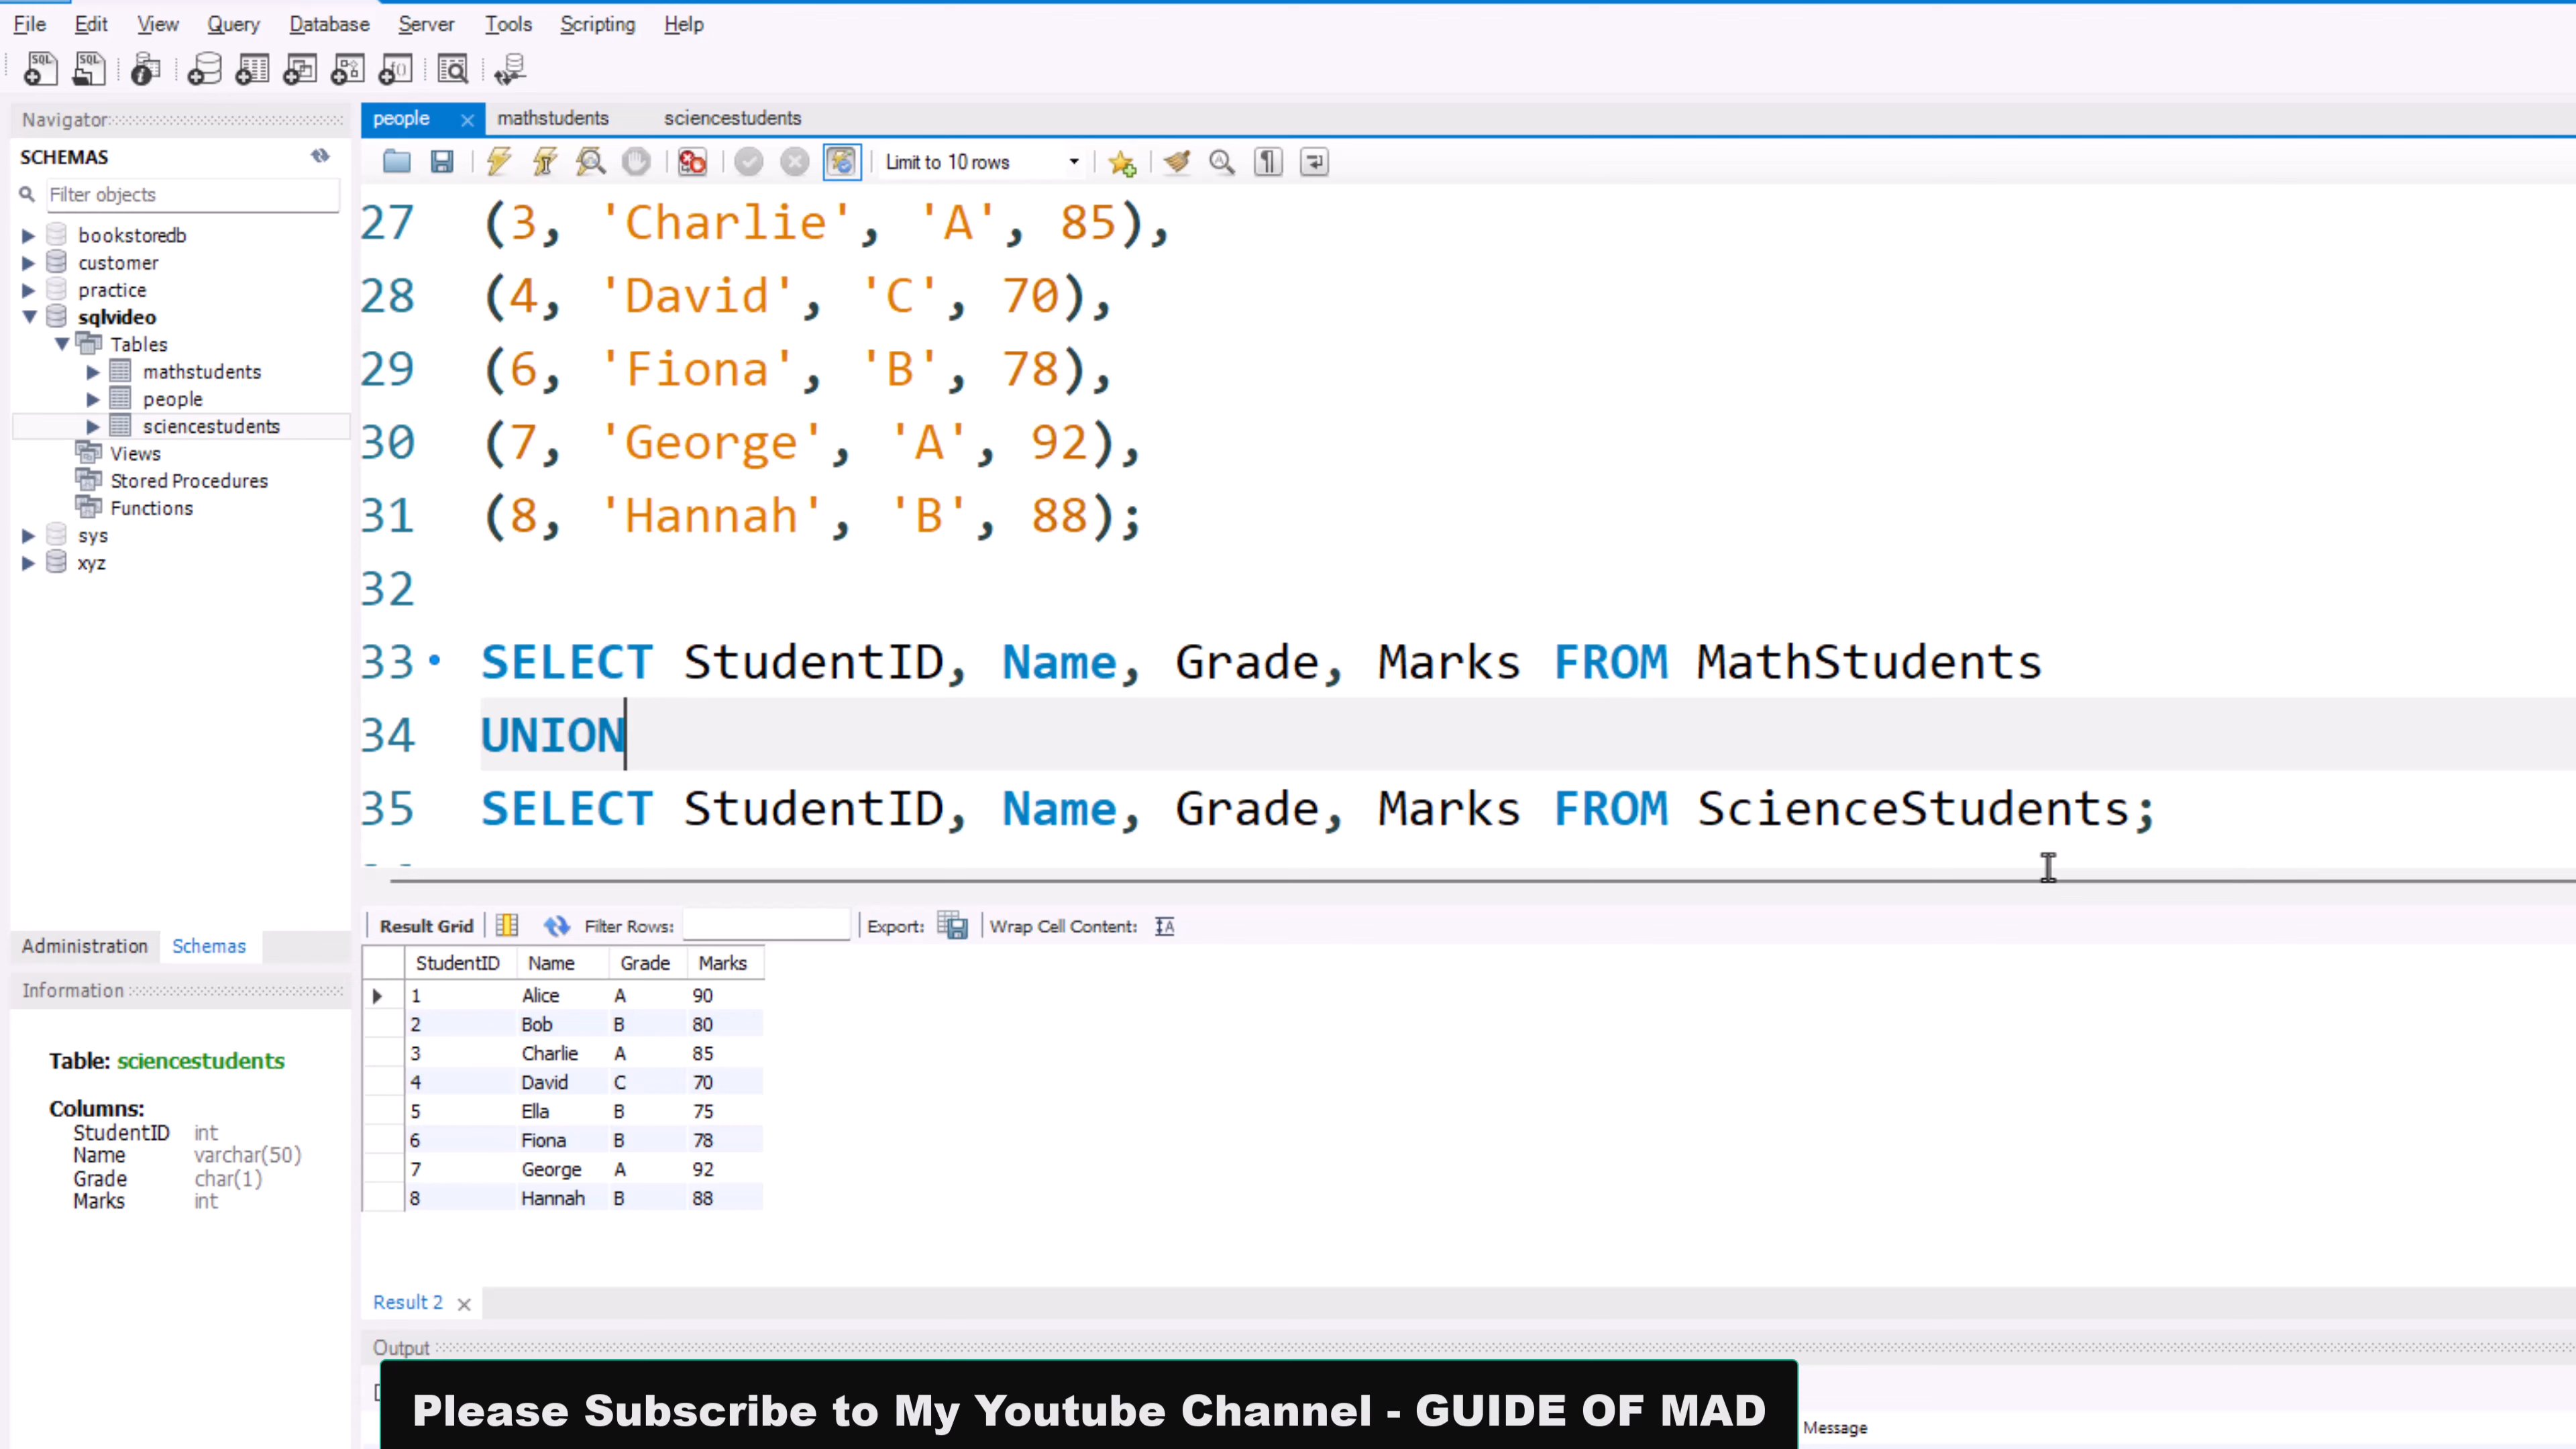 File Edit View Query Database Server Tools Scripting Help
Navigator
SCHEMAS
Filter objects
bookstoredb
customer
practice
sqlvideo
Tables
mathstudents
people
sciencestudents
Views
Stored Procedures
Functions
sys
xyz
Administration Schemas
Information
Table: sciencestudents
Columns:
StudentID int
Name varchar(50)
Grade char(1)
Marks int
people mathstudents sciencestudents
Limit to 10 rows
27 (3, 'Charlie', 'A', 85),
28 (4, 'David', 'C', 70),
29 (6, 'Fiona', 'B', 78),
30 (7, 'George', 'A', 92),
31 (8, 'Hannah', 'B', 88);
32
33 SELECT StudentID, Name, Grade, Marks FROM MathStudents
34 UNION
35 SELECT StudentID, Name, Grade, Marks FROM ScienceStudents;
Result Grid Filter Rows: Export: Wrap Cell Content:
StudentID Name Grade Marks
1 Alice A 90
2 Bob B 80
3 Charlie A 85
4 David C 70
5 Ella B 75
6 Fiona B 78
7 George A 92
8 Hannah B 88
Result 2
Output
Please Subscribe to My Youtube Channel - GUIDE OF MAD
Message